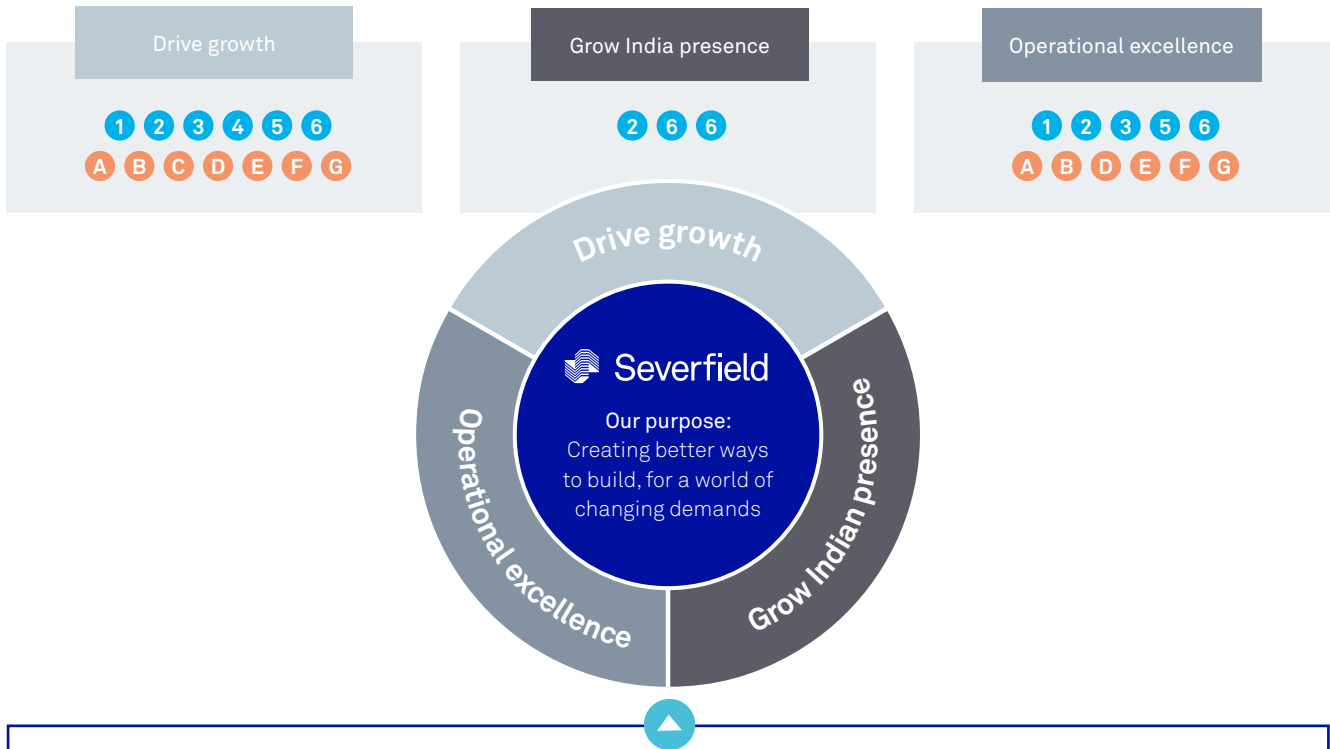 Drive growth
1 2 3 4 5 6
A B C D E F G
Grow India presence
2 6 6
Operational excellence
1 2 3 5 6
A B D E F G
Drive growth
Severfield
Our purpose:
Creating better ways
to build, for a world of
changing demands
Operational excellence
Grow Indian presence